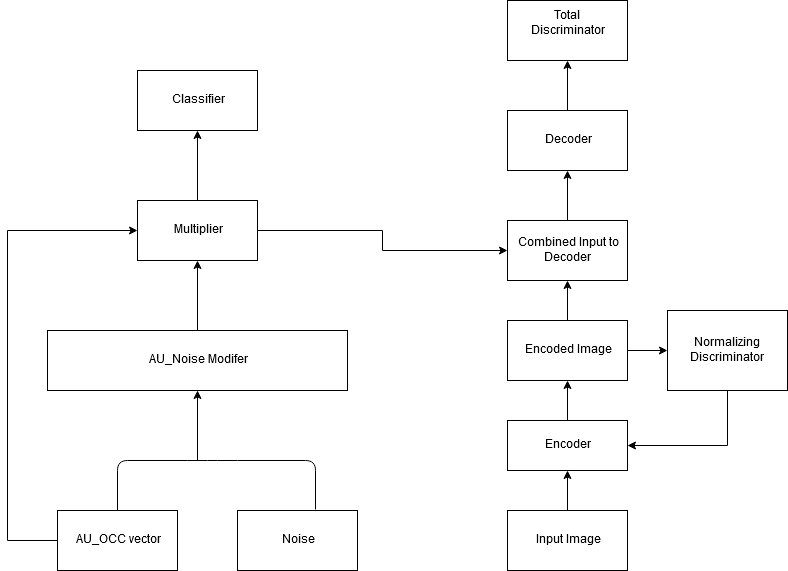 Total
Discriminator
Classifier
Decoder
Multiplier
Combined Input to
Decoder
AU_Noise Modifer
Encoded Image
Normalizing
Discriminator
Encoder
AU_OCC vector
Noise
Input Image